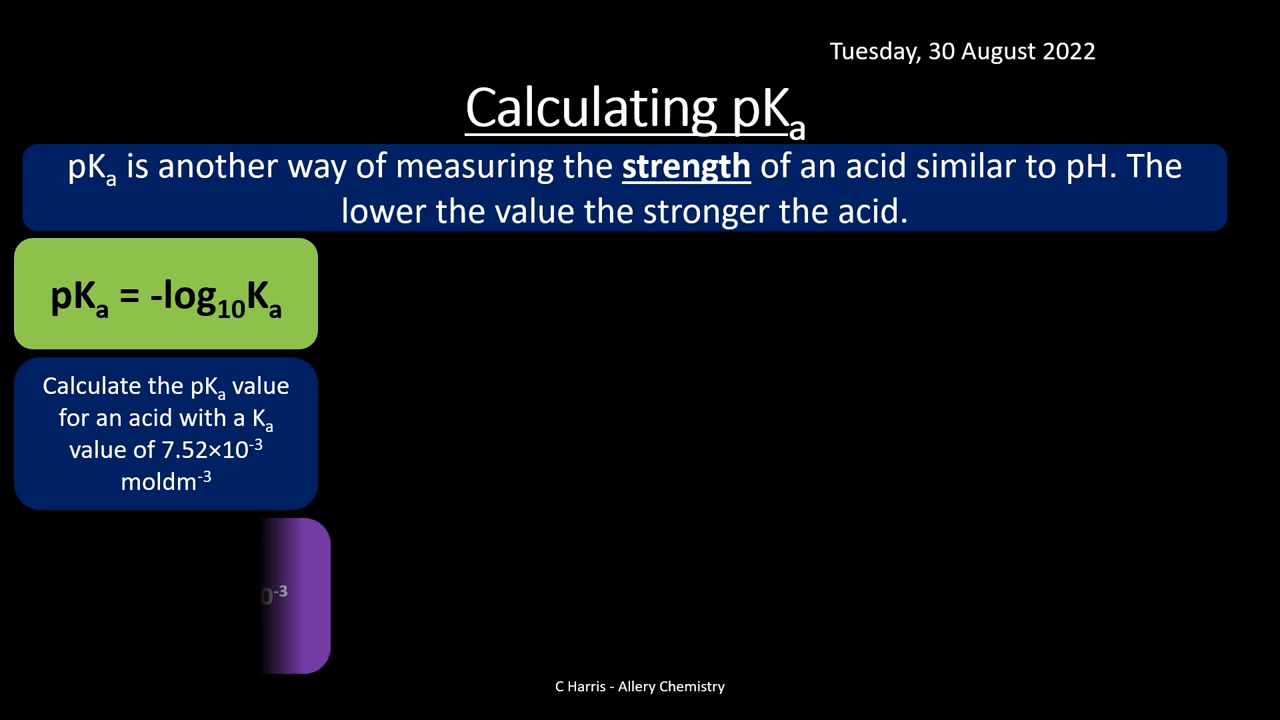 Tuesday, 30 August 2022
Calculating pKₐ
pKₐ is another way of measuring the strength of an acid similar to pH. The
lower the value the stronger the acid.
pKₐ = -log₁₀Kₐ
Calculate the pKₐ value
for an acid with a Kₐ
value of 7.52×10⁻³
moldm⁻³
0⁻³
C Harris - Allery Chemistry